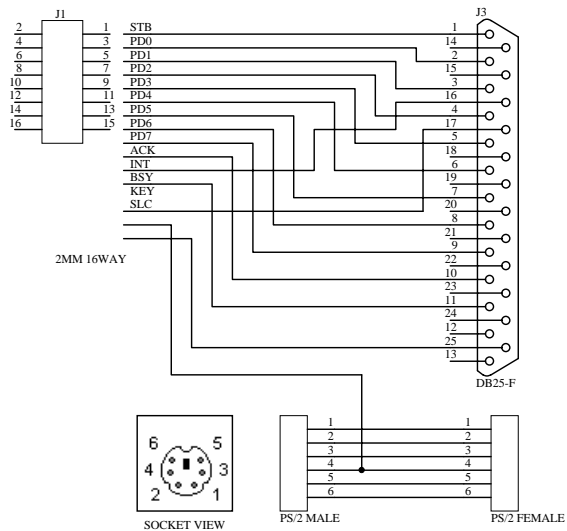 J1
2 1
4 3
6 5
8 7
10 9
12 11
14 13
16 15
STB
PD0
PD1
PD2
PD3
PD4
PD5
PD6
PD7
ACK
INT
BSY
KEY
SLC
2MM 16WAY
J3
1
14
2
15
3
16
4
17
5
18
6
19
7
20
8
21
9
22
10
23
11
24
12
25
13
DB25-F
6 5
4 3
2 1
SOCKET VIEW
1 1
2 2
3 3
4 4
5 5
6 6
PS/2 MALE
PS/2 FEMALE